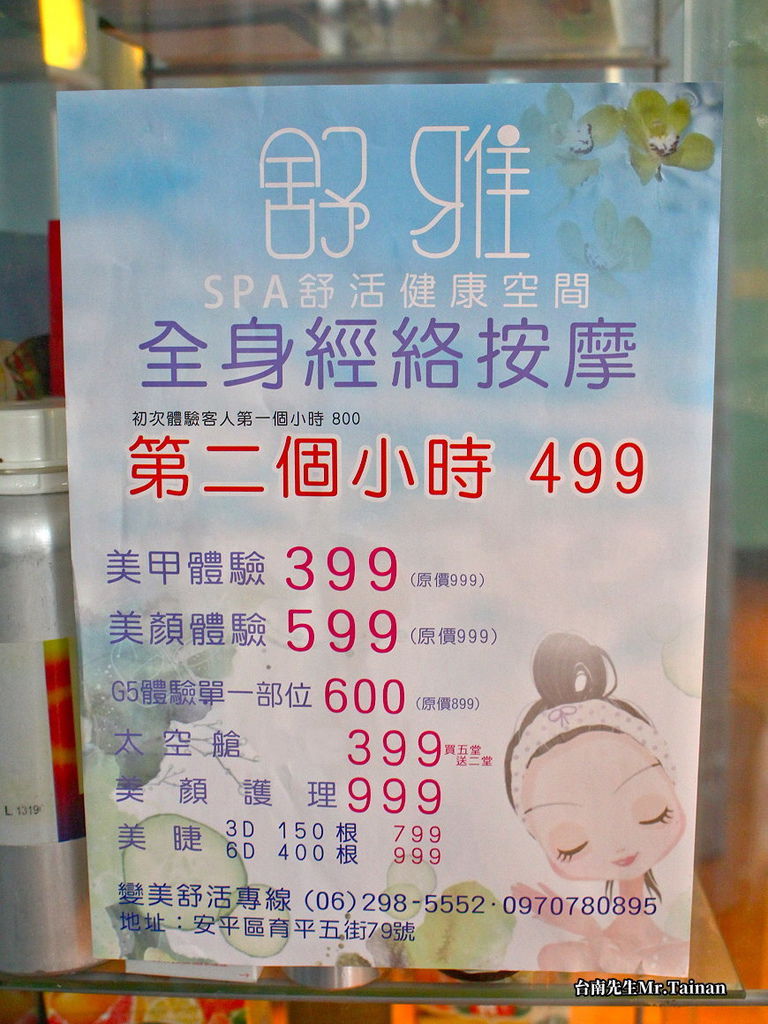 舒雅
SPA舒活健康空間
全身經絡按摩
初次體驗客人第一個小時 800
第二個小時 499
美甲體驗 399 (原價999)
美顏體驗 599 (原價999)
G5體驗單一部位 600 (原價899)
太空艙 399 買五堂
送二堂
美顏護理 999
美睫 3D 150根 799
6D 400根 999
變美舒活專線 (06)298-5552·0970780895
地址：安平區育平五街79號
L 1319
台南先生Mr.Tainan